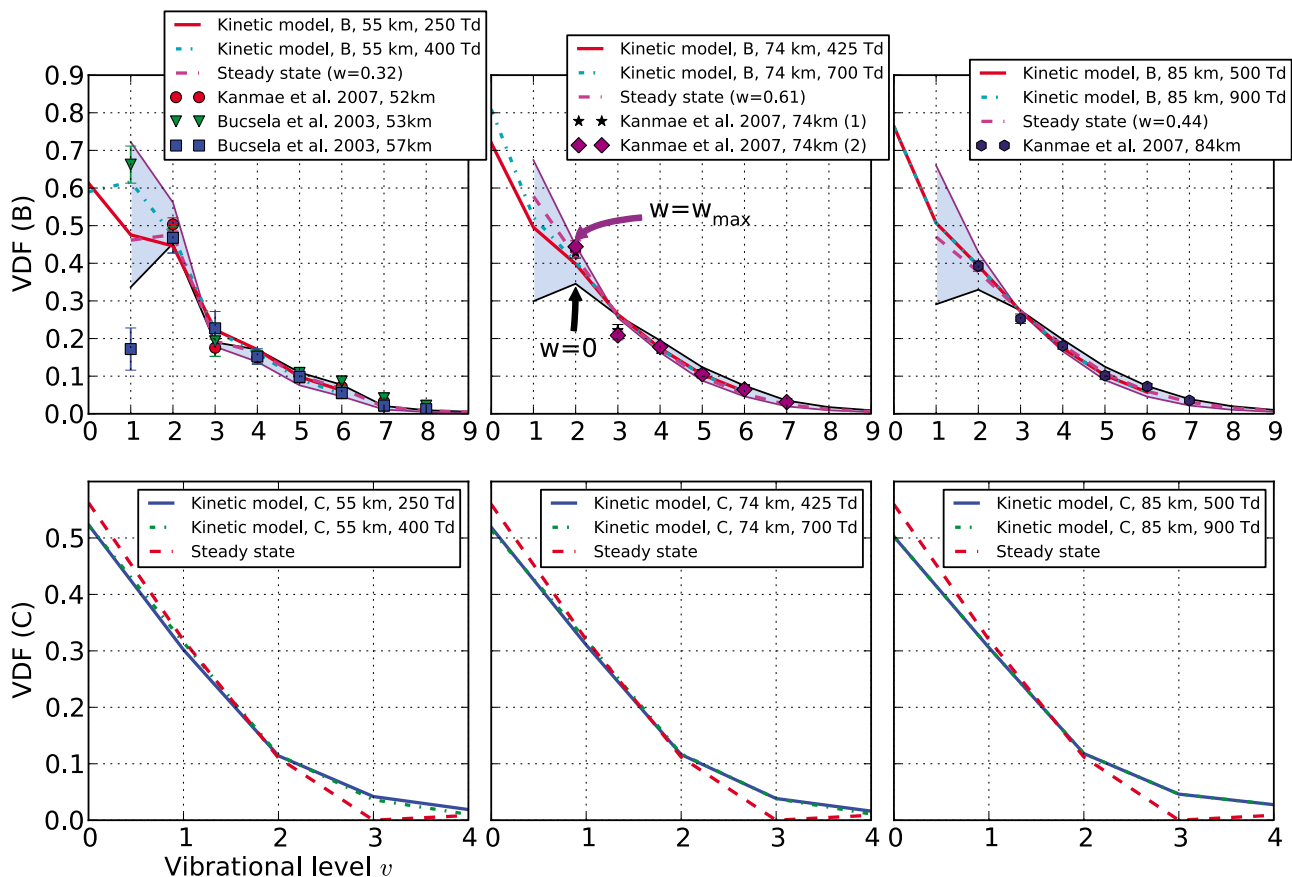 Kinetic model, B, 55 km, 250 Td
Kinetic model, B, 55 km, 400 Td
Steady state (w=0.32)
Kanmae et al. 2007, 52km
Bucsela et al. 2003, 53km
Bucsela et al. 2003, 57km
Kinetic model, B, 74 km, 425 Td
Kinetic model, B, 74 km, 700 Td
Steady state (w=0.61)
Kanmae et al. 2007, 74km (1)
Kanmae et al. 2007, 74km (2)
Kinetic model, B, 85 km, 500 Td
Kinetic model, B, 85 km, 900 Td
Steady state (w=0.44)
Kanmae et al. 2007, 84km
VDF (B)
0.9
0.8
0.7
0.6
0.5
0.4
0.3
0.2
0.1
0.0
w=wmax
w=0
0 1 2 3 4 5 6 7 8 9
0 1 2 3 4 5 6 7 8 9
0 1 2 3 4 5 6 7 8 9
Kinetic model, C, 55 km, 250 Td
Kinetic model, C, 55 km, 400 Td
Steady state
Kinetic model, C, 74 km, 425 Td
Kinetic model, C, 74 km, 700 Td
Steady state
Kinetic model, C, 85 km, 500 Td
Kinetic model, C, 85 km, 900 Td
Steady state
VDF (C)
0.5
0.4
0.3
0.2
0.1
0.0
0 1 2 3 4
0 1 2 3 4
0 1 2 3 4
Vibrational level v